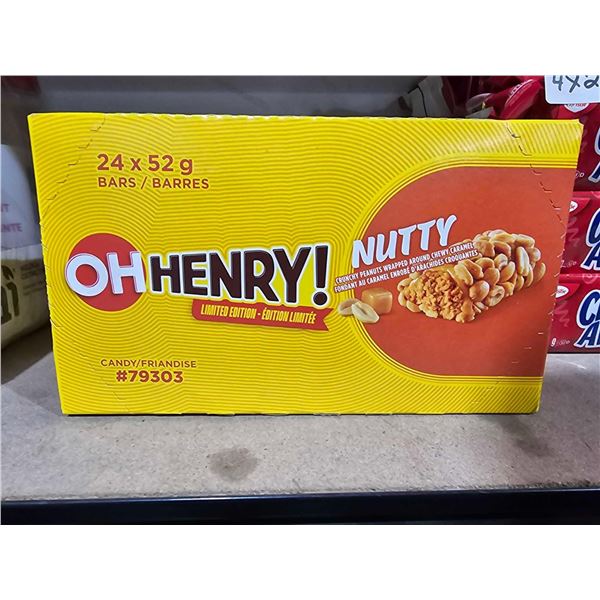 4X2
24 x 52 g
BARS / BARRES
OH HENRY!
LIMITED EDITION - ÉDITION LIMITÉE
NUTTY
CRUNCHY PEANUTS WRAPPED AROUND CHEWY CARAMEL
FONDANT AU CARAMEL ENROBÉ D'ARACHIDES CROQUANTES
CANDY/FRIANDISE
#79303